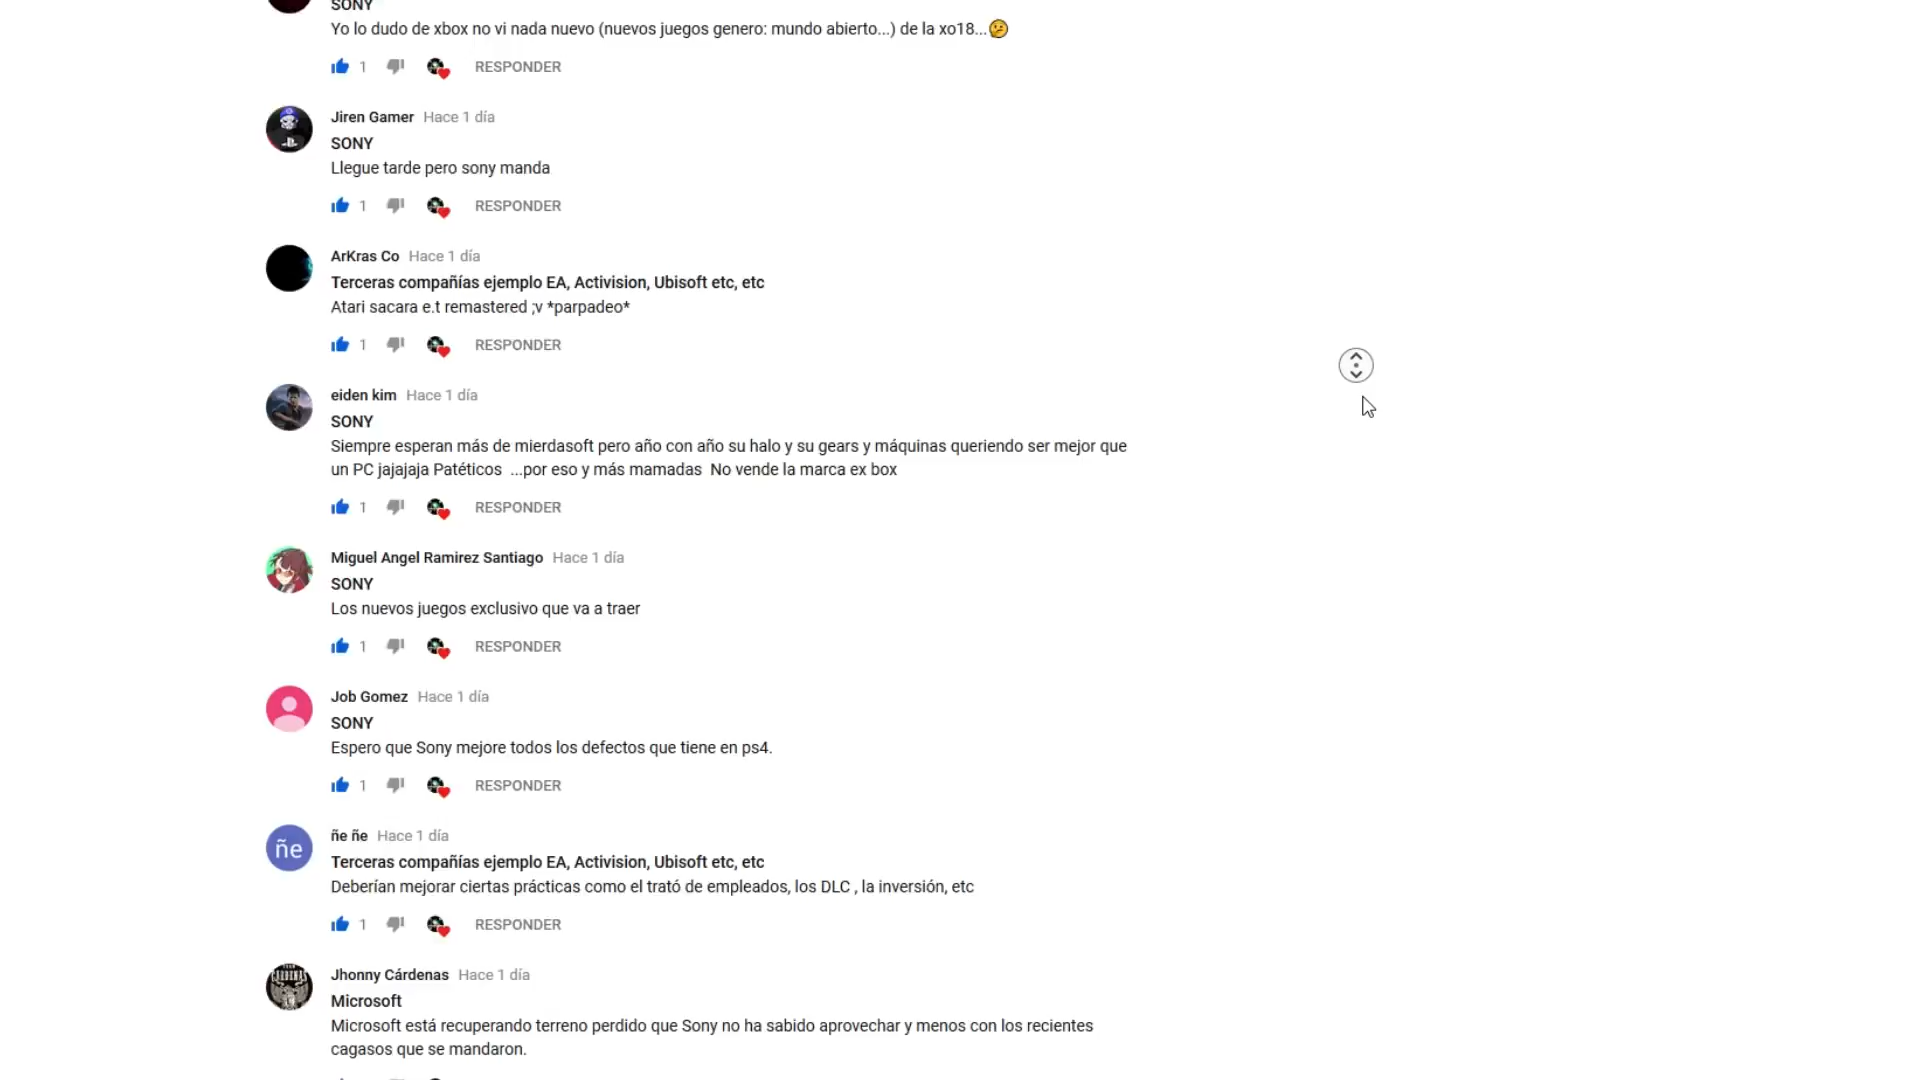 SONY
Yo lo dudo de xbox no vi nada nuevo (nuevos juegos genero: mundo abierto...) de la xo18...🤔
1 RESPONDER
Jiren Gamer Hace 1 día
SONY
Llegue tarde pero sony manda
1 RESPONDER
ArKras Co Hace 1 día
Terceras compañías ejemplo EA, Activision, Ubisoft etc, etc
Atari sacara e.t remastered ;v *parpadeo*
1 RESPONDER
eiden kim Hace 1 día
SONY
Siempre esperan más de mierdasoft pero año con año su halo y su gears y máquinas queriendo ser mejor que
un PC jajajaja Patéticos ...por eso y más mamadas No vende la marca ex box
1 RESPONDER
Miguel Angel Ramirez Santiago Hace 1 día
SONY
Los nuevos juegos exclusivo que va a traer
1 RESPONDER
Job Gomez Hace 1 día
SONY
Espero que Sony mejore todos los defectos que tiene en ps4.
1 RESPONDER
ñe
ñe ñe Hace 1 día
Terceras compañías ejemplo EA, Activision, Ubisoft etc, etc
Deberían mejorar ciertas prácticas como el trató de empleados, los DLC , la inversión, etc
1 RESPONDER
Jhonny Cárdenas Hace 1 día
Microsoft
Microsoft está recuperando terreno perdido que Sony no ha sabido aprovechar y menos con los recientes
cagasos que se mandaron.